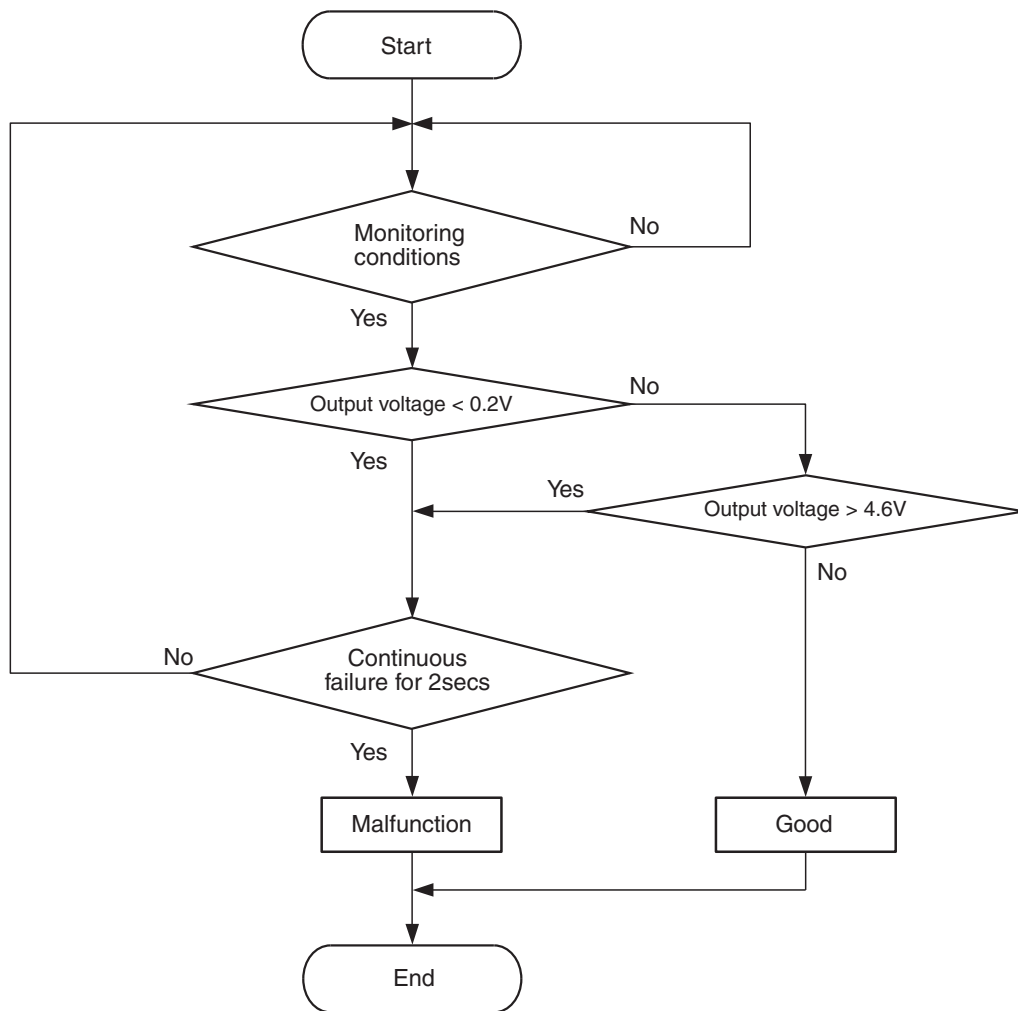 Start
Monitoring
conditions
No
Yes
Output voltage < 0.2V
No
Yes
Yes
Output voltage > 4.6V
No
No
Continuous
failure for 2secs
Yes
Malfunction
Good
End